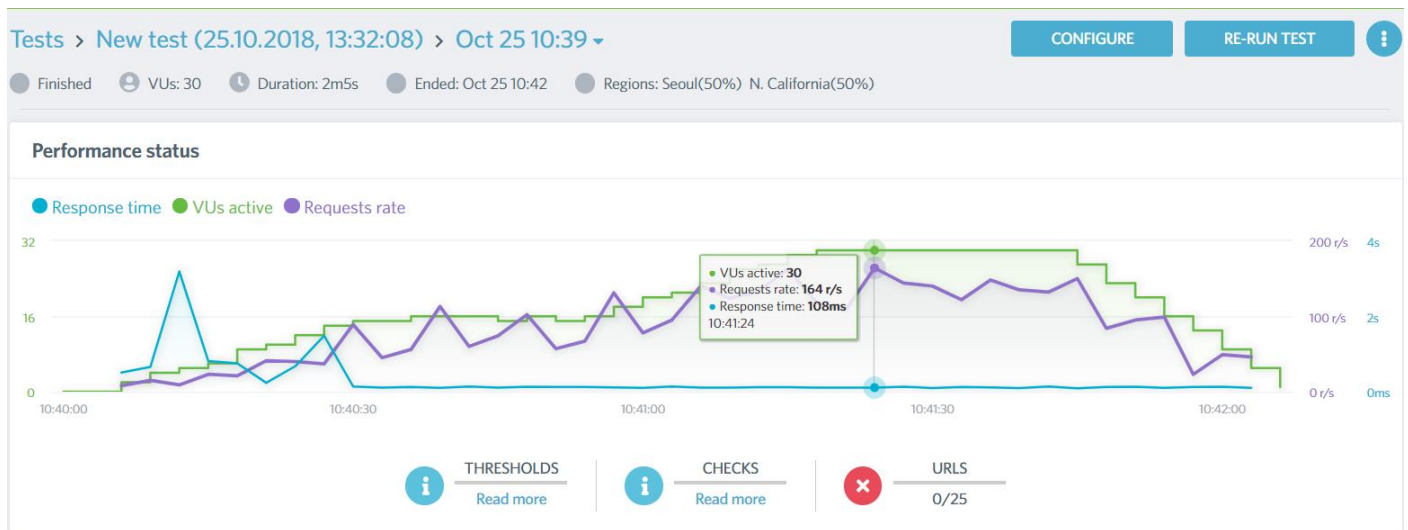 Tests > New test (25.10.2018, 13:32:08) > Oct 25 10:39
CONFIGURE
RE-RUN TEST
Finished VUs: 30 Duration: 2m5s Ended: Oct 25 10:42 Regions: Seoul(50%) N. California(50%)
Performance status
Response time VUs active Requests rate
32
200 r/s 4s
VUs active: 30
Requests rate: 164 r/s
Response time: 108ms
10:41:24
16
100 r/s 2s
0
0 r/s 0ms
10:40:00 10:40:30 10:41:00 10:41:30 10:42:00
THRESHOLDS
Read more
CHECKS
Read more
URLS
0/25